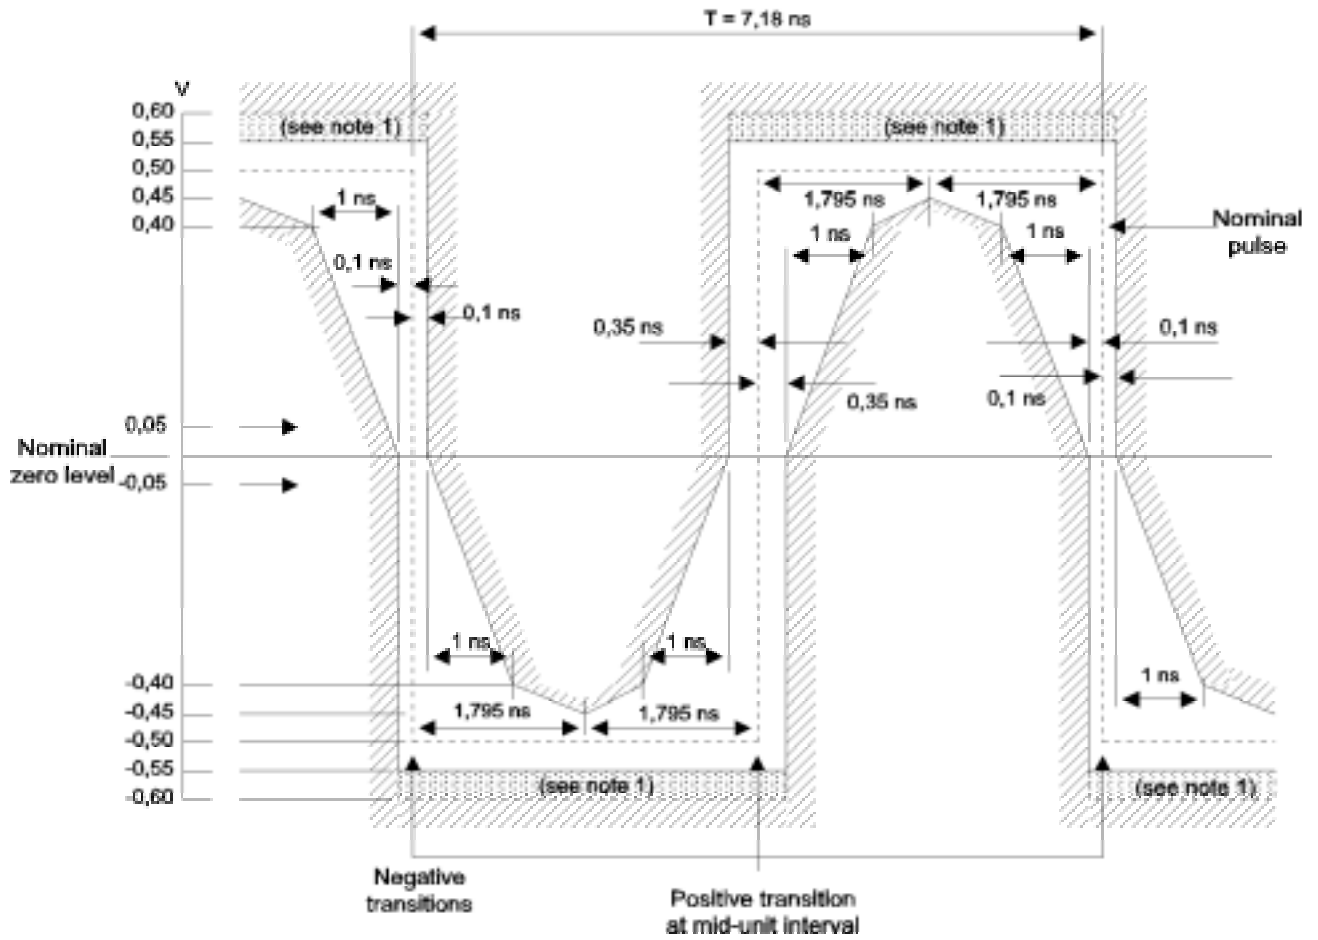 T = 7,18 ns
V
0,60
(see note 1)
(see note 1)
0,55
0,50
0,45
1 ns
1,795 ns
1,795 ns
0,40
1 ns
1 ns
Nominal
pulse
0,1 ns
0,1 ns
0,35 ns
0,1 ns
0,35 ns
0,1 ns
0,05
Nominal
zero level
-0,05
1 ns
1 ns
1 ns
-0,40
-0,45
1,795 ns
1,795 ns
-0,50
-0,55
(see note 1)
(see note 1)
-0,60
Negative
transitions
Positive transition
at mid-unit interval